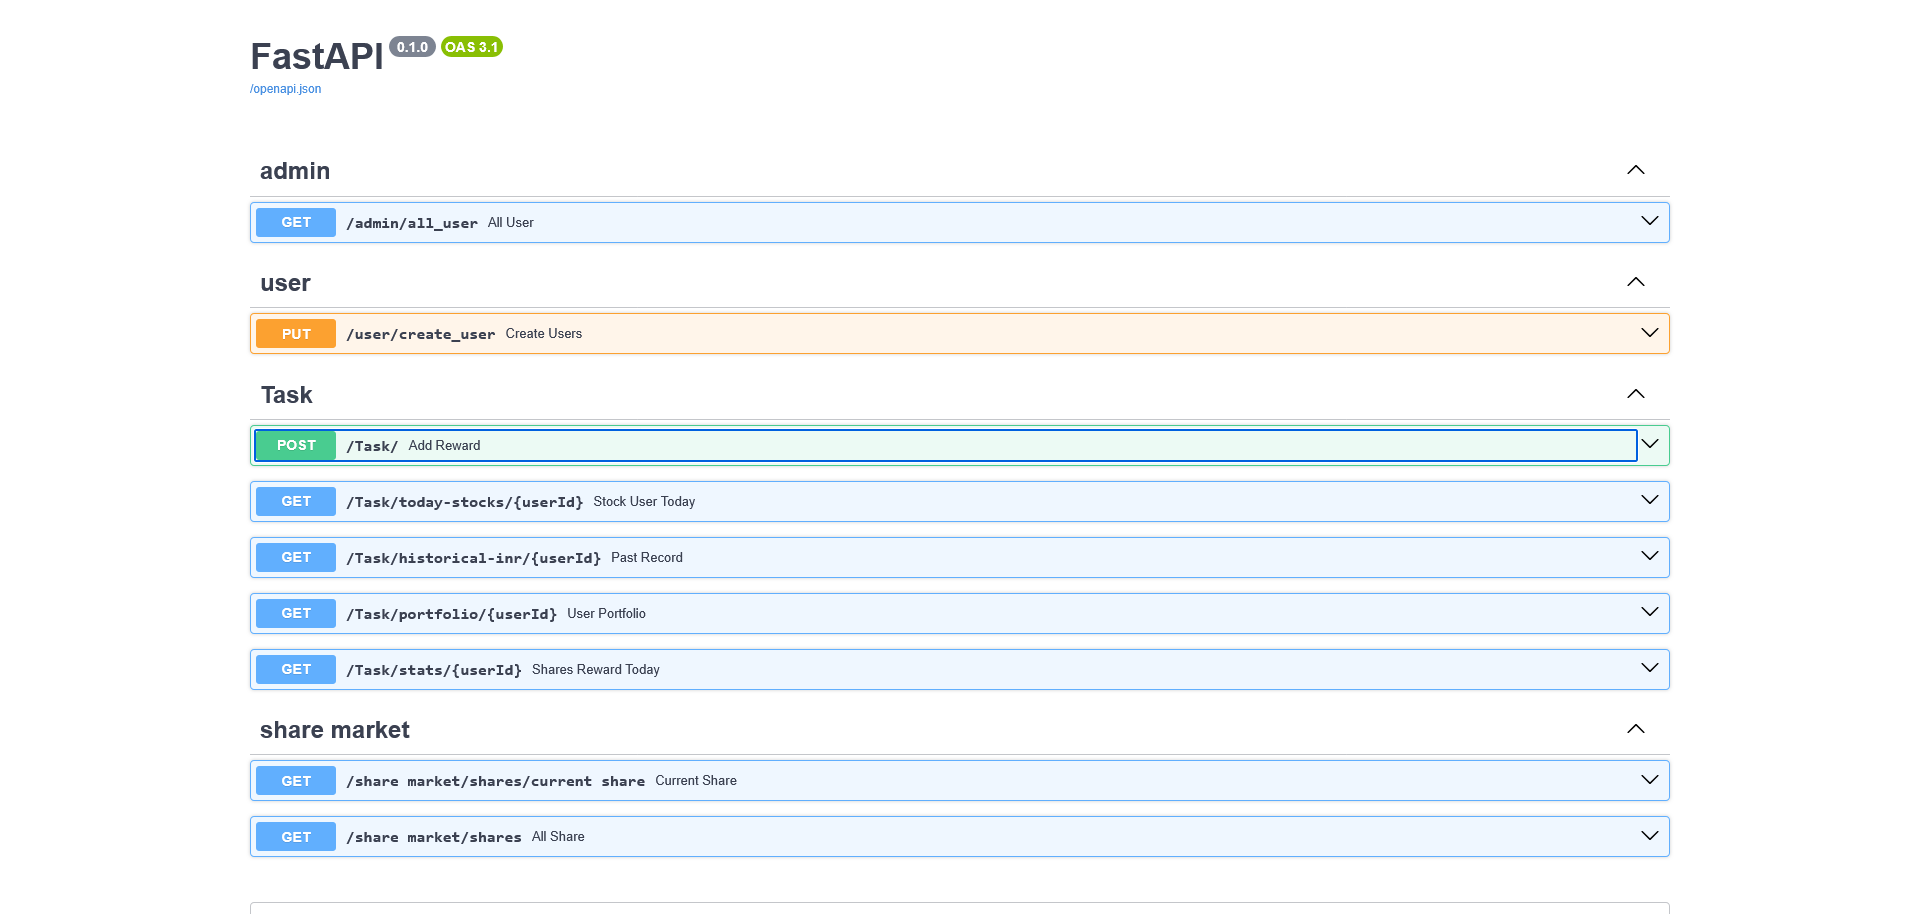 FastAPI 0.1.0 OAS 3.1
/openapi.json
admin
GET /admin/all_user All User
user
PUT /user/create_user Create Users
Task
POST /Task/ Add Reward
GET /Task/today-stocks/{userId} Stock User Today
GET /Task/historical-inr/{userId} Past Record
GET /Task/portfolio/{userId} User Portfolio
GET /Task/stats/{userId} Shares Reward Today
share market
GET /share market/shares/current share Current Share
GET /share market/shares All Share